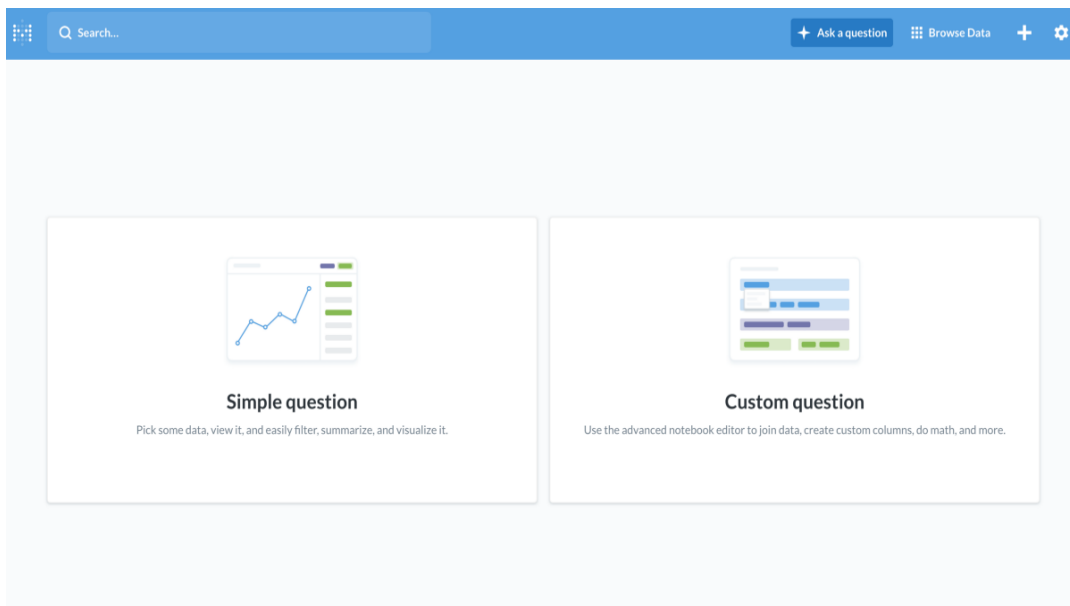 Search...
Ask a question
Browse Data
Simple question
Pick some data, view it, and easily filter, summarize, and visualize it.
Custom question
Use the advanced notebook editor to join data, create custom columns, do math, and more.